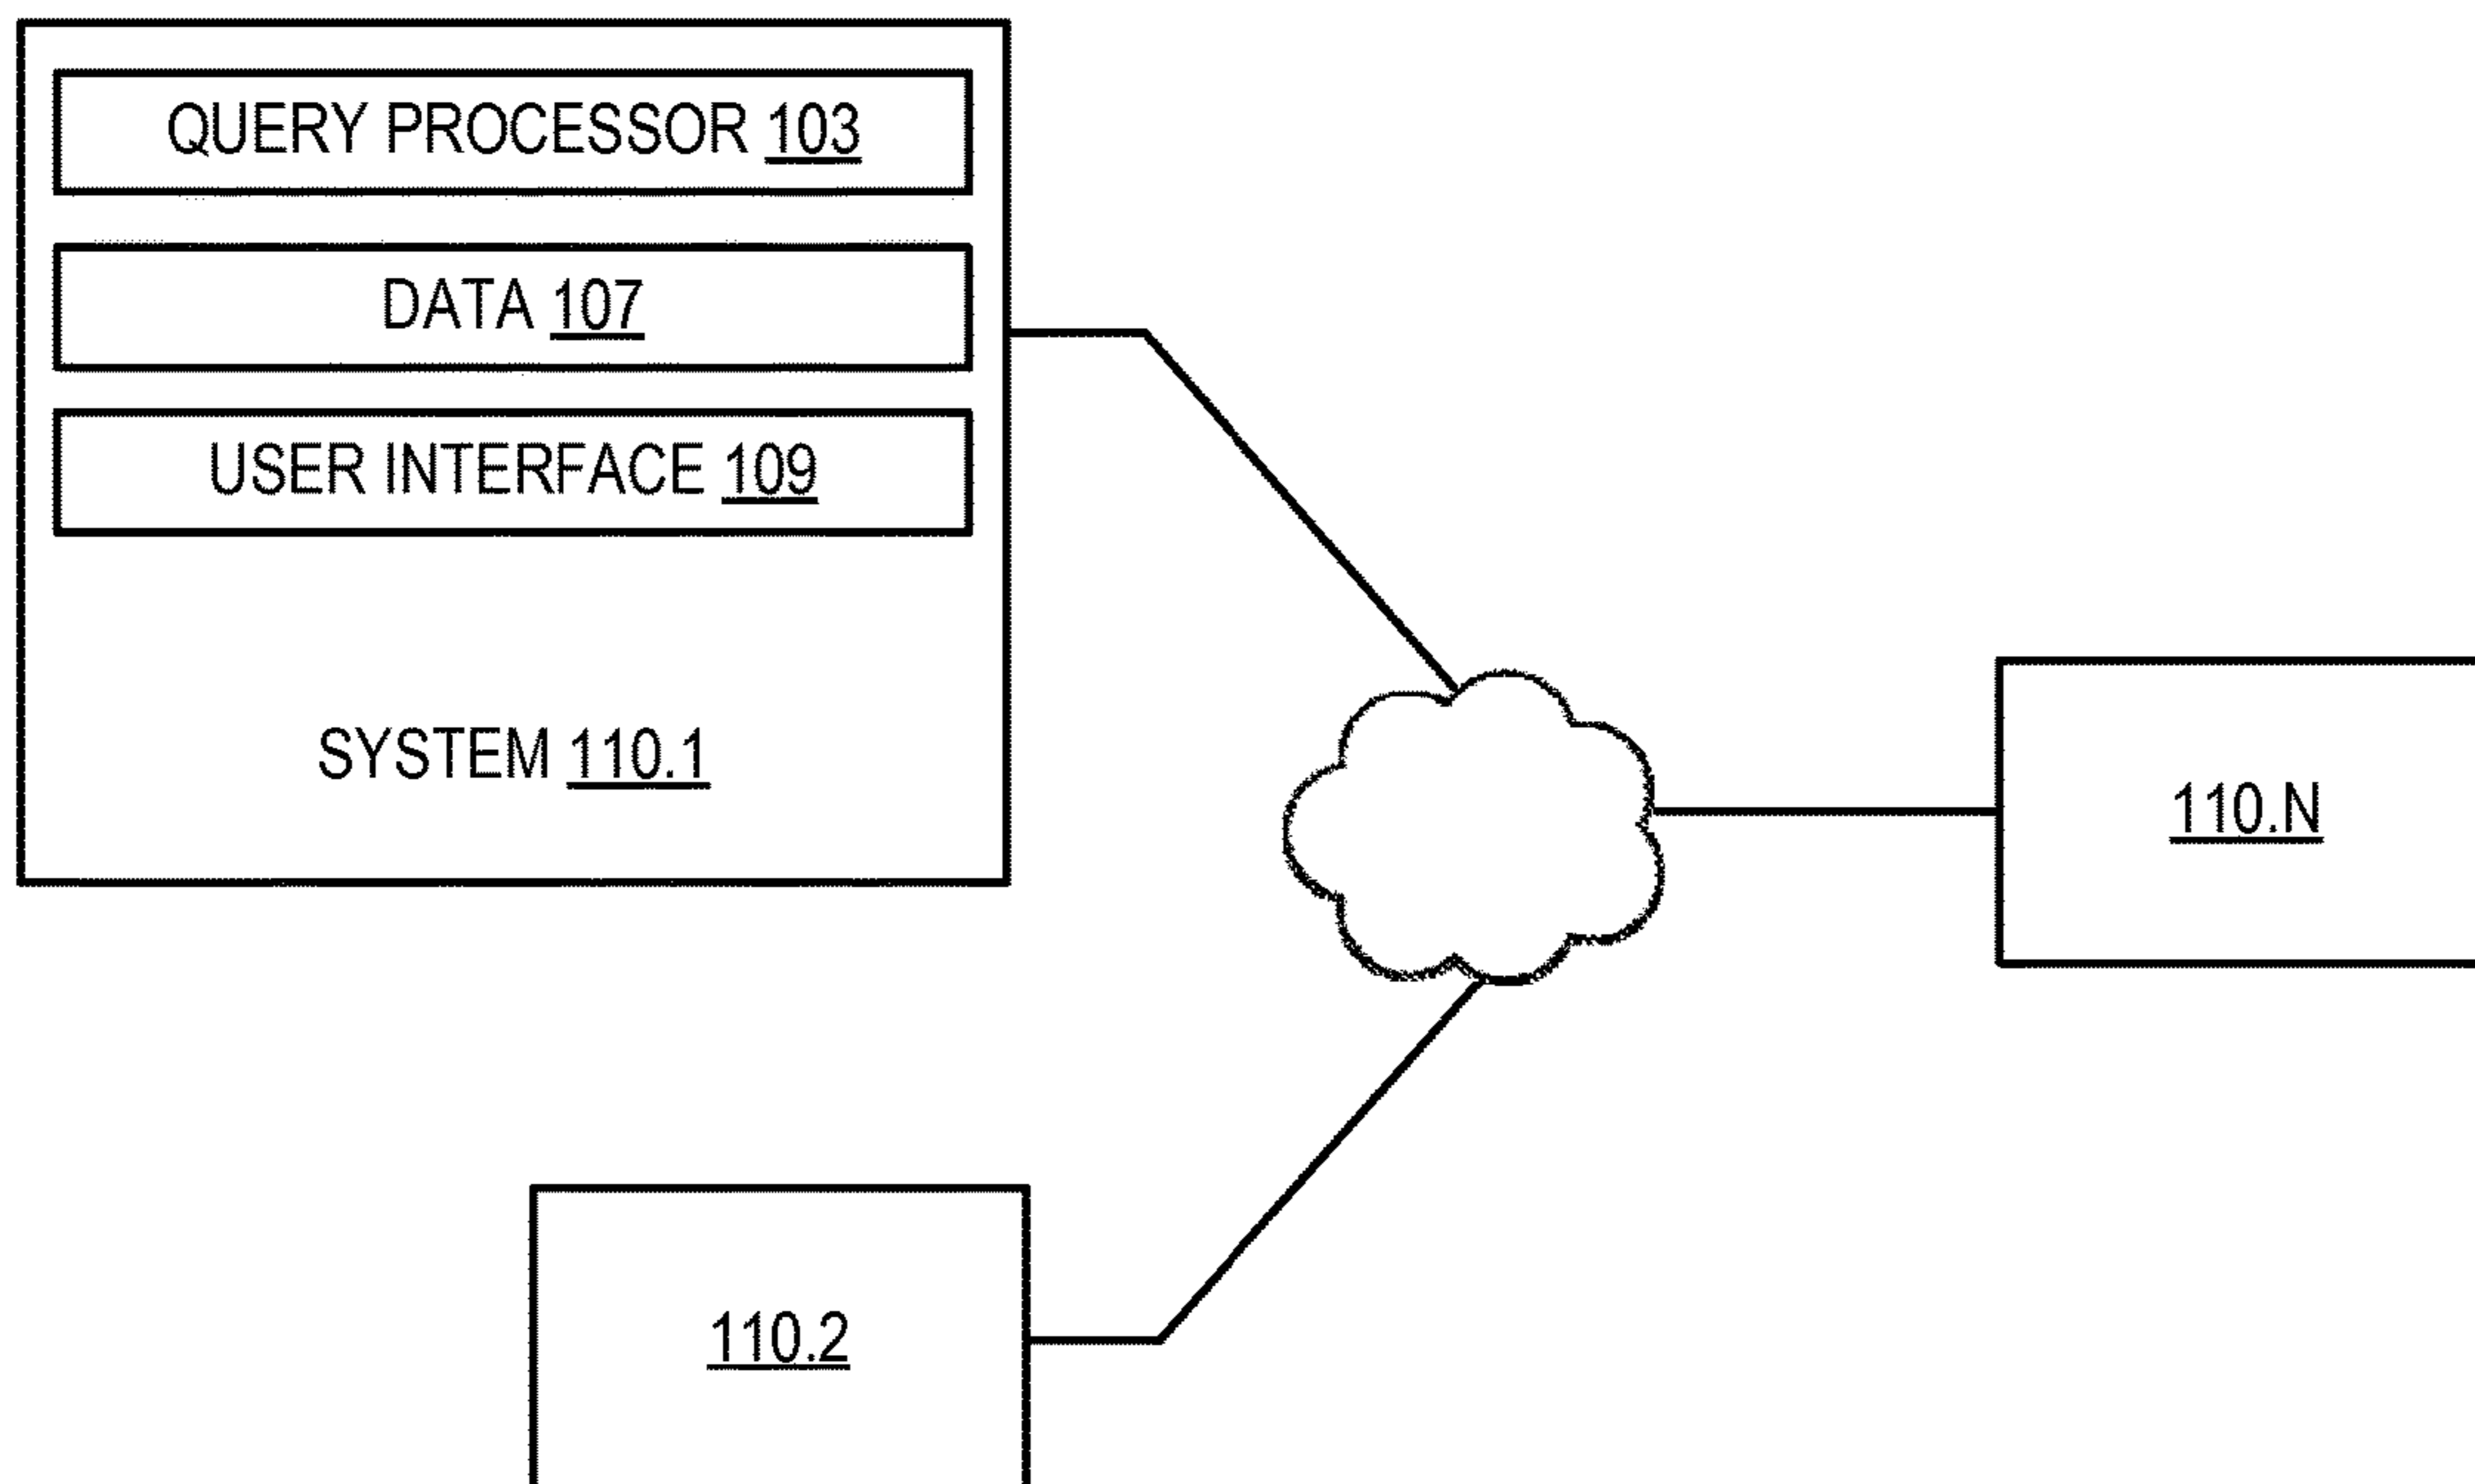 QUERY PROCESSOR 103
DATA 107
USER INTERFACE 109
SYSTEM 110.1
110.N
110.2